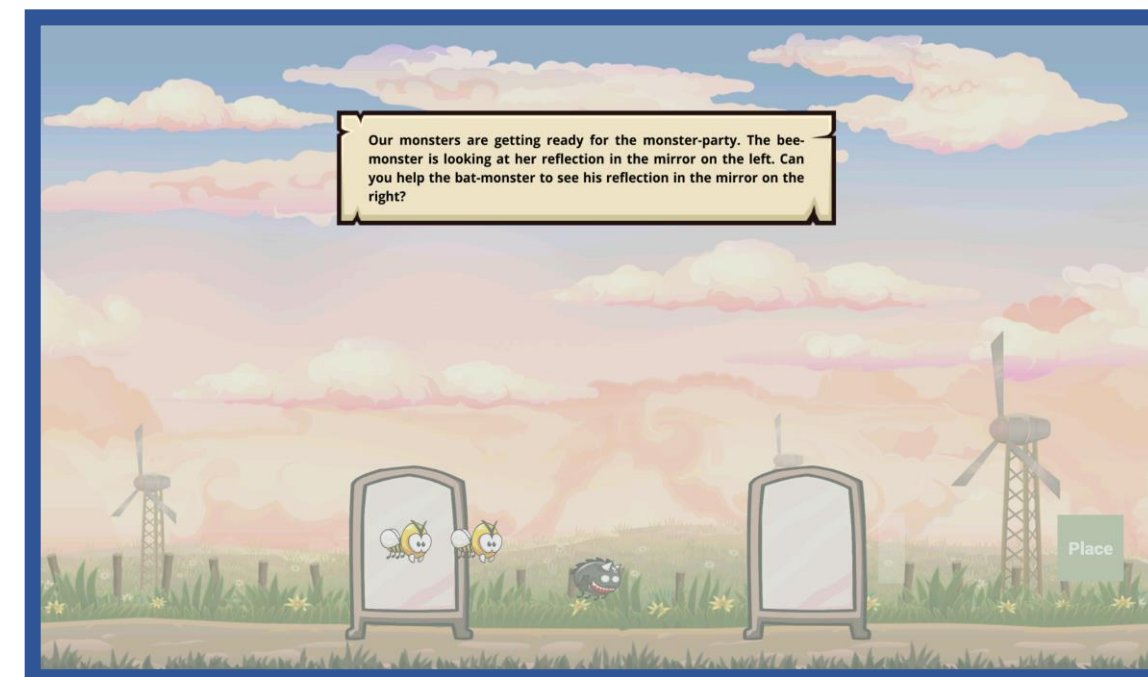 Our monsters are getting ready for the monster-party. The bee-
monster is looking at her reflection in the mirror on the left. Can
you help the bat-monster to see his reflection in the mirror on the
right?
Place